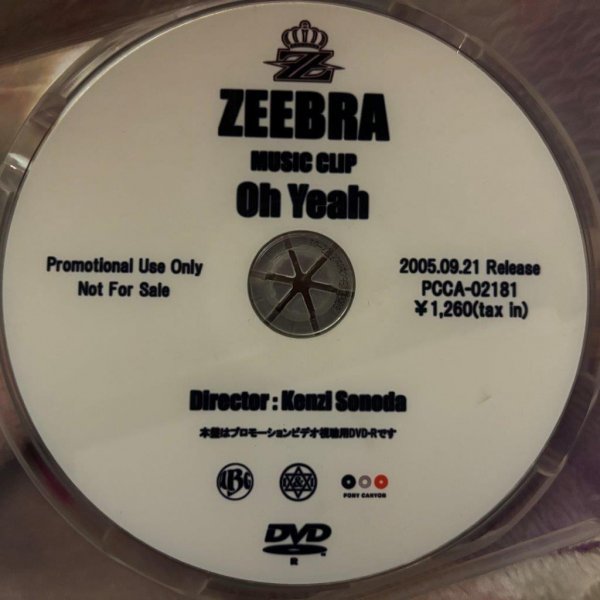 ZEEBRA
MUSIC CLIP
Oh Yeah
Promotional Use Only
Not For Sale
2005.09.21 Release
PCCA-02181
¥1,260(tax in)
Director : Kenzi Sonoda
本盤はプロモーションビデオ視聴用DVD-Rです
PONY CANYON
DVD
R